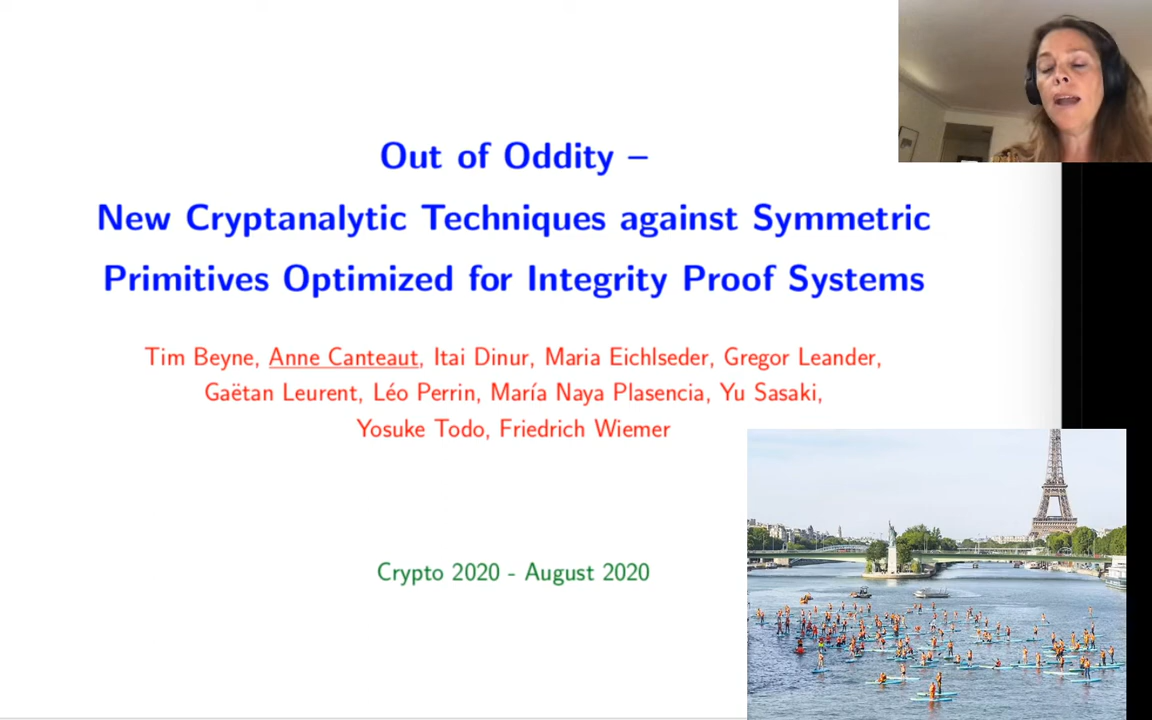 Out of Oddity –
New Cryptanalytic Techniques against Symmetric
Primitives Optimized for Integrity Proof Systems
Tim Beyne, Anne Canteaut, Itai Dinur, Maria Eichlseder, Gregor Leander,
Gaëtan Leurent, Léo Perrin, María Naya Plasencia, Yu Sasaki,
Yosuke Todo, Friedrich Wiemer
Crypto 2020 - August 2020